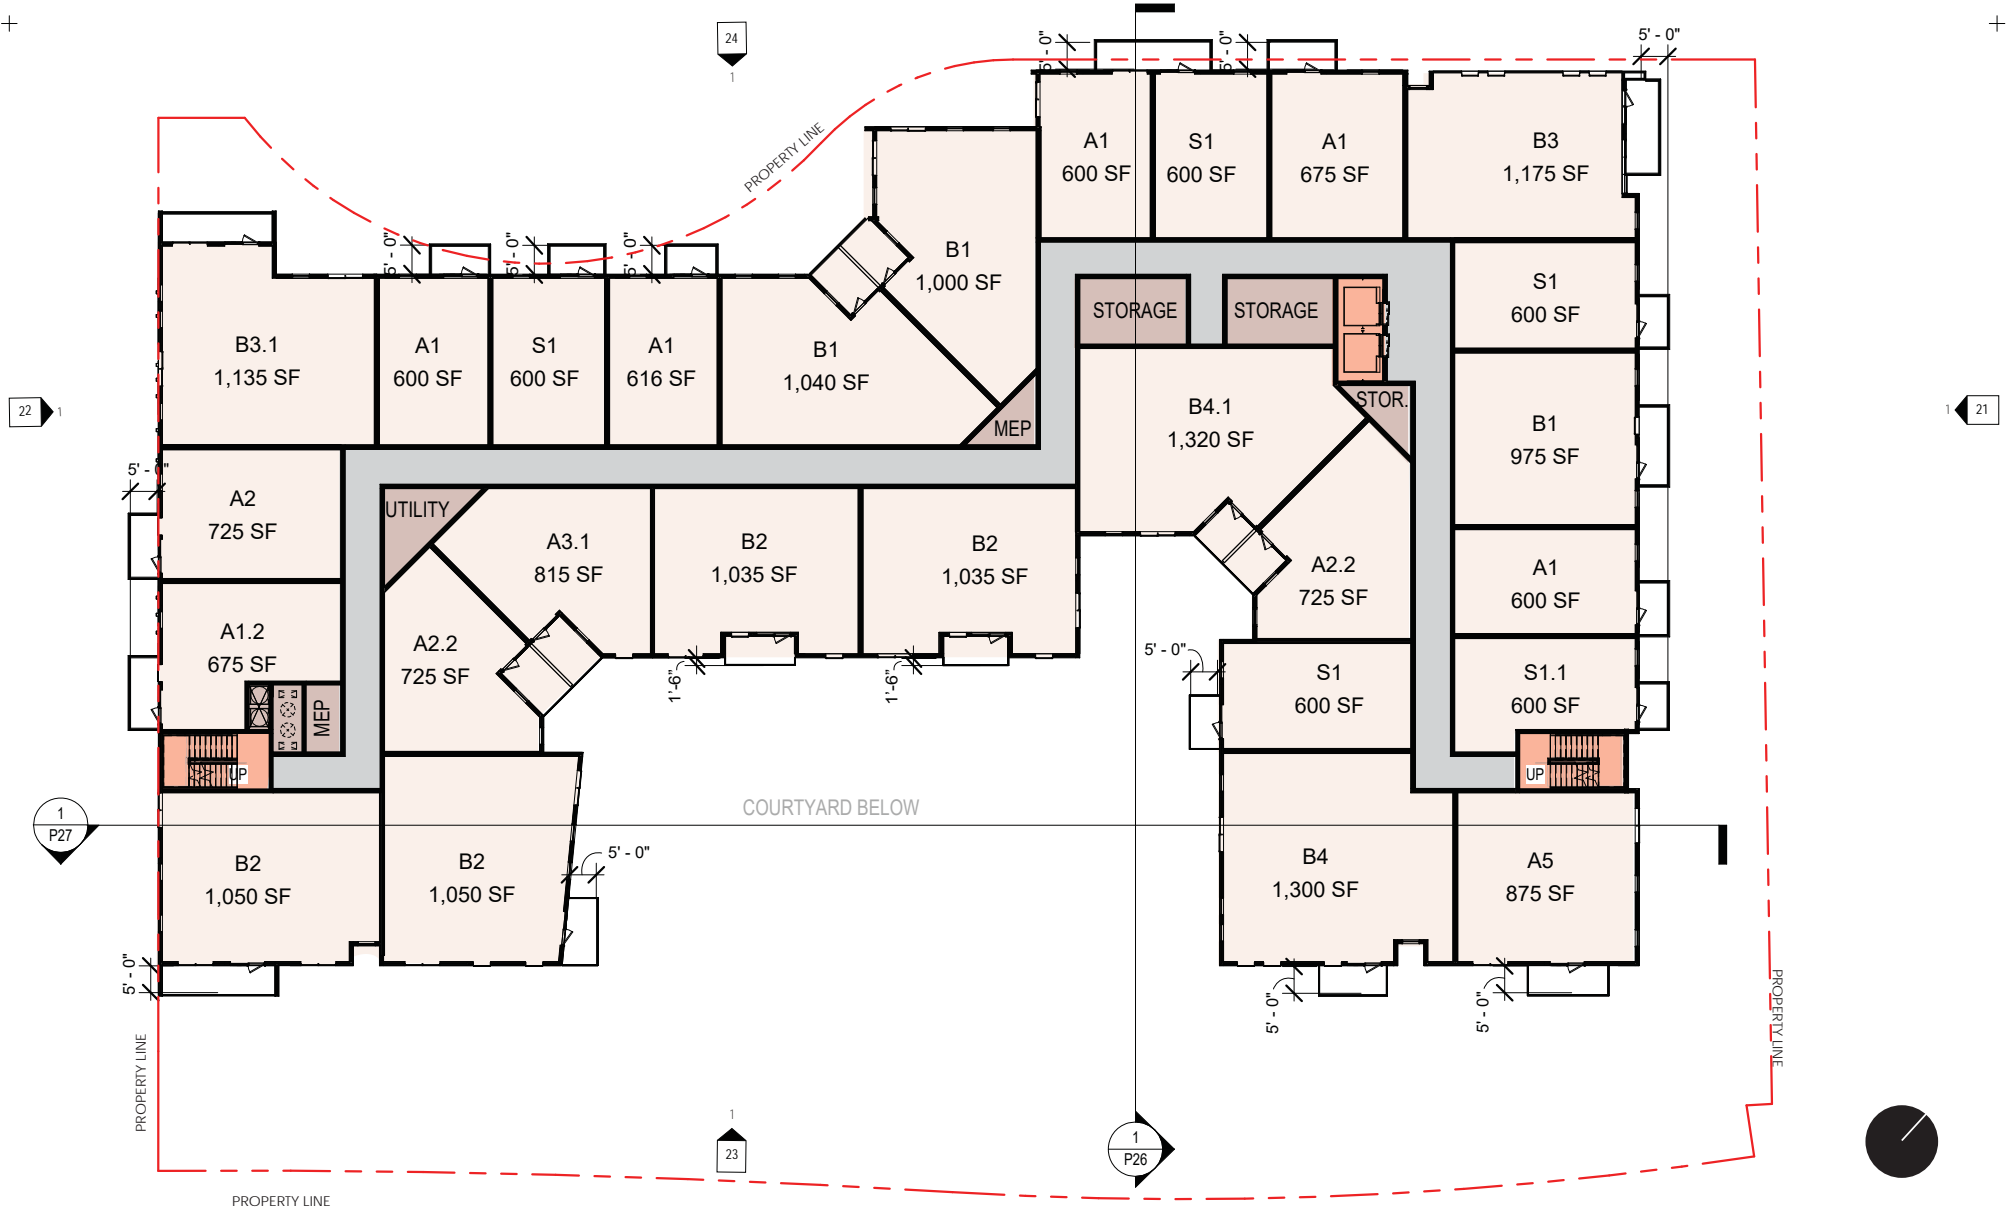 24
1
5' - 0"
5' - 0"
5' - 0"
PROPERTY LINE
A1
600 SF
S1
600 SF
A1
675 SF
B3
1,175 SF
5' - 0"
5' - 0"
5' - 0"
B1
1,000 SF
S1
600 SF
STORAGE
STORAGE
B3.1
1,135 SF
A1
600 SF
S1
600 SF
A1
616 SF
B1
1,040 SF
22
1
MEP
B4.1
1,320 SF
STOR.
B1
975 SF
1
21
5' - 0"
A2
725 SF
UTILITY
A3.1
815 SF
B2
1,035 SF
B2
1,035 SF
A2.2
725 SF
A1
600 SF
A1.2
675 SF
A2.2
725 SF
1'-6"
1'-6"
5' - 0"
S1
600 SF
S1.1
600 SF
MEP
UP
UP
COURTYARD BELOW
1
P27
B2
1,050 SF
B2
1,050 SF
5' - 0"
B4
1,300 SF
A5
875 SF
5' - 0"
5' - 0"
5' - 0"
PROPERTY LINE
PROPERTY LINE
1
23
1
P26
PROPERTY LINE